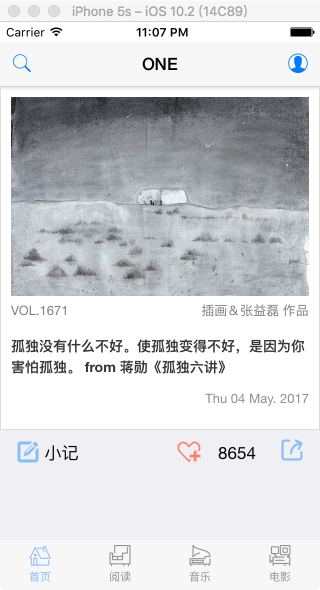 iPhone 5s – iOS 10.2 (14C89)
Carrier 11:07 PM
ONE
VOL.1671 插画&张益磊 作品
孤独没有什么不好。使孤独变得不好，是因为你
害怕孤独。 from 蒋勋《孤独六讲》
Thu 04 May. 2017
小记 8654
首页 阅读 音乐 电影